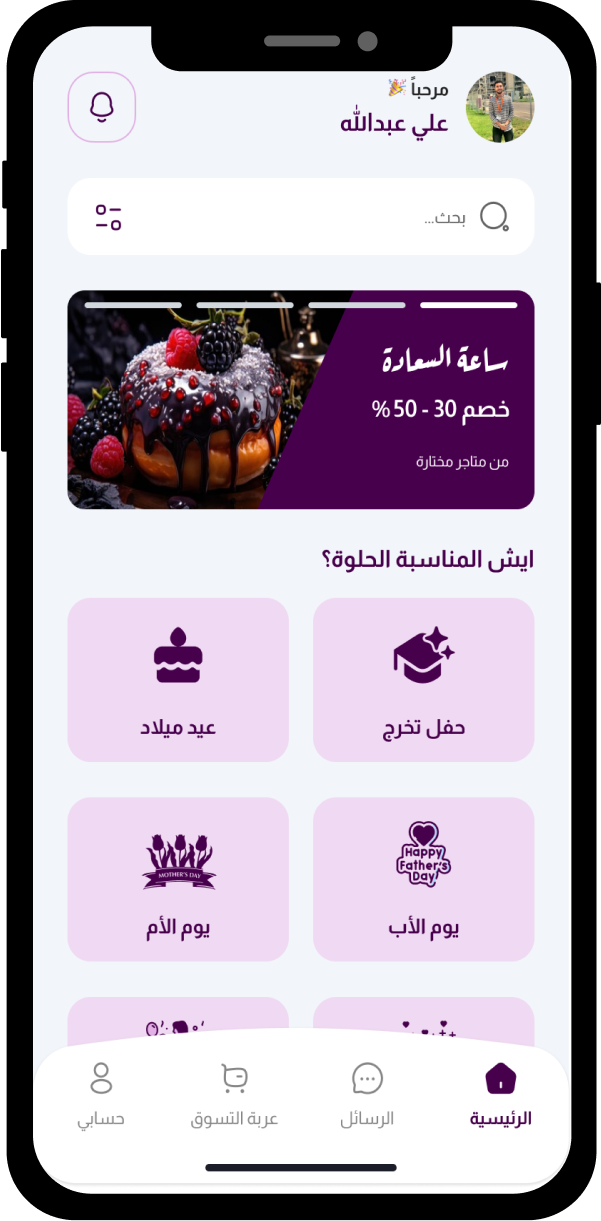 مرحباً 🎉
علي عبدالله
بحث...
ساعة السعادة
خصم 30 - 50 %
من متاجر مختارة
ايش المناسبة الحلوة؟
حفل تخرج
عيد ميلاد
Happy
Father's
Day
يوم الأب
MOTHER'S DAY
يوم الأم
الرئيسية
الرسائل
عربة التسوق
حسابي